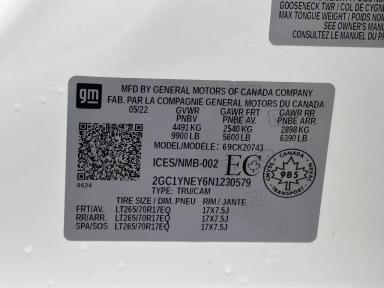 GOOSENECK TWR / POIDS NOM
COL DE CYGNE
MAX TONGUE WEIGHT / POIDS
SEE OWNER'S MANUAL
CONSULTEZ LE MANUEL DU P
gm
MFD BY GENERAL MOTORS OF CANADA COMPANY
FAB. PAR LA COMPAGNIE GENERAL MOTORS DU CANADA
05/22 GVWR GAWR FRT GAWR RR
PNBV PNBE AV. PNBE ARR.
4491 KG 2540 KG 2898 KG
9900 LB 5600 LB 6390 LB
MODEL/MODÈLE: 69CK20743
ICES/NMB-002 EC
CANADA
985
2GC1YNEY6N1230579
TYPE: TRU/CAM
0624
TIRE SIZE / DIM. PNEU RIM / JANTE
FRT/AV. LT265/70R17EQ 17X7.5J
RR/ARR. LT265/70R17EQ 17X7.5J
SPA/SOS LT265/70R17EQ 17X7.5J